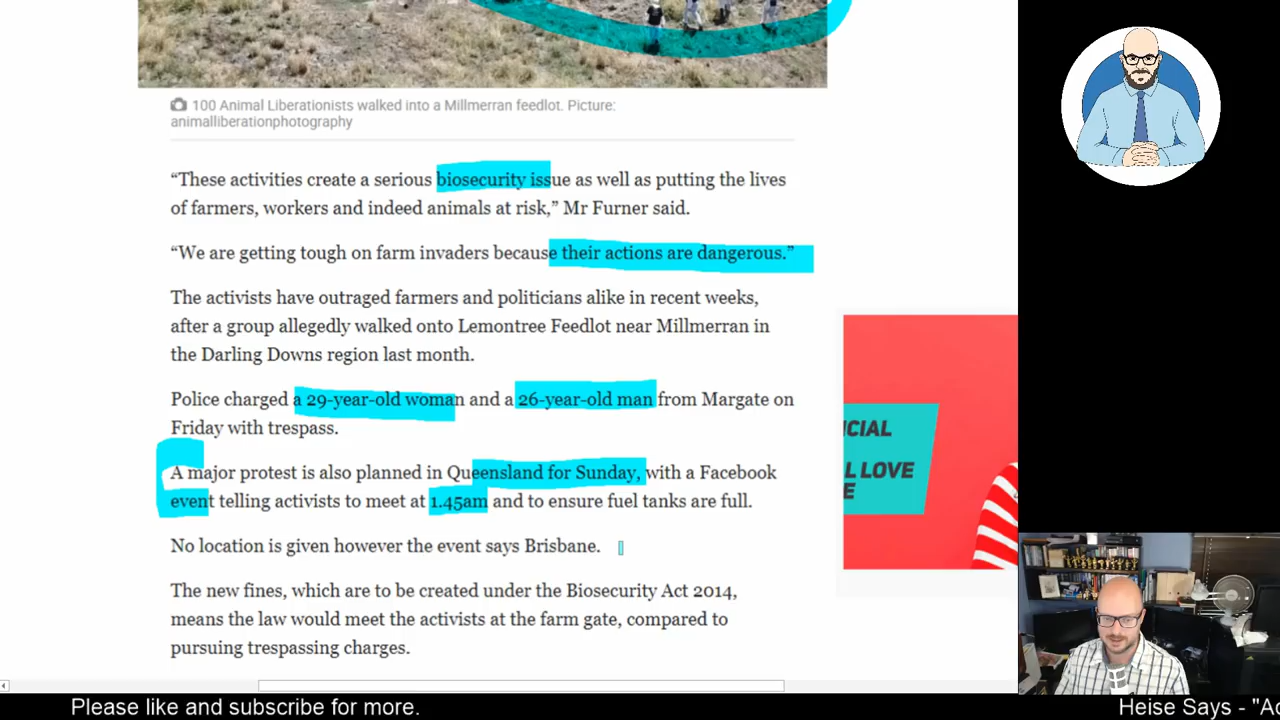 100 Animal Liberationists walked into a Millmerran feedlot. Picture:
animalliberationphotography
“These activities create a serious biosecurity issue as well as putting the lives
of farmers, workers and indeed animals at risk,” Mr Furner said.
“We are getting tough on farm invaders because their actions are dangerous.”
The activists have outraged farmers and politicians alike in recent weeks,
after a group allegedly walked onto Lemontree Feedlot near Millmerran in
the Darling Downs region last month.
Police charged a 29-year-old woman and a 26-year-old man from Margate on
Friday with trespass.
A major protest is also planned in Queensland for Sunday, with a Facebook
event telling activists to meet at 1.45am and to ensure fuel tanks are full.
No location is given however the event says Brisbane.
The new fines, which are to be created under the Biosecurity Act 2014,
means the law would meet the activists at the farm gate, compared to
pursuing trespassing charges.
ICIAL
L LOVE
E
Please like and subscribe for more.
Heise Says - "Ac